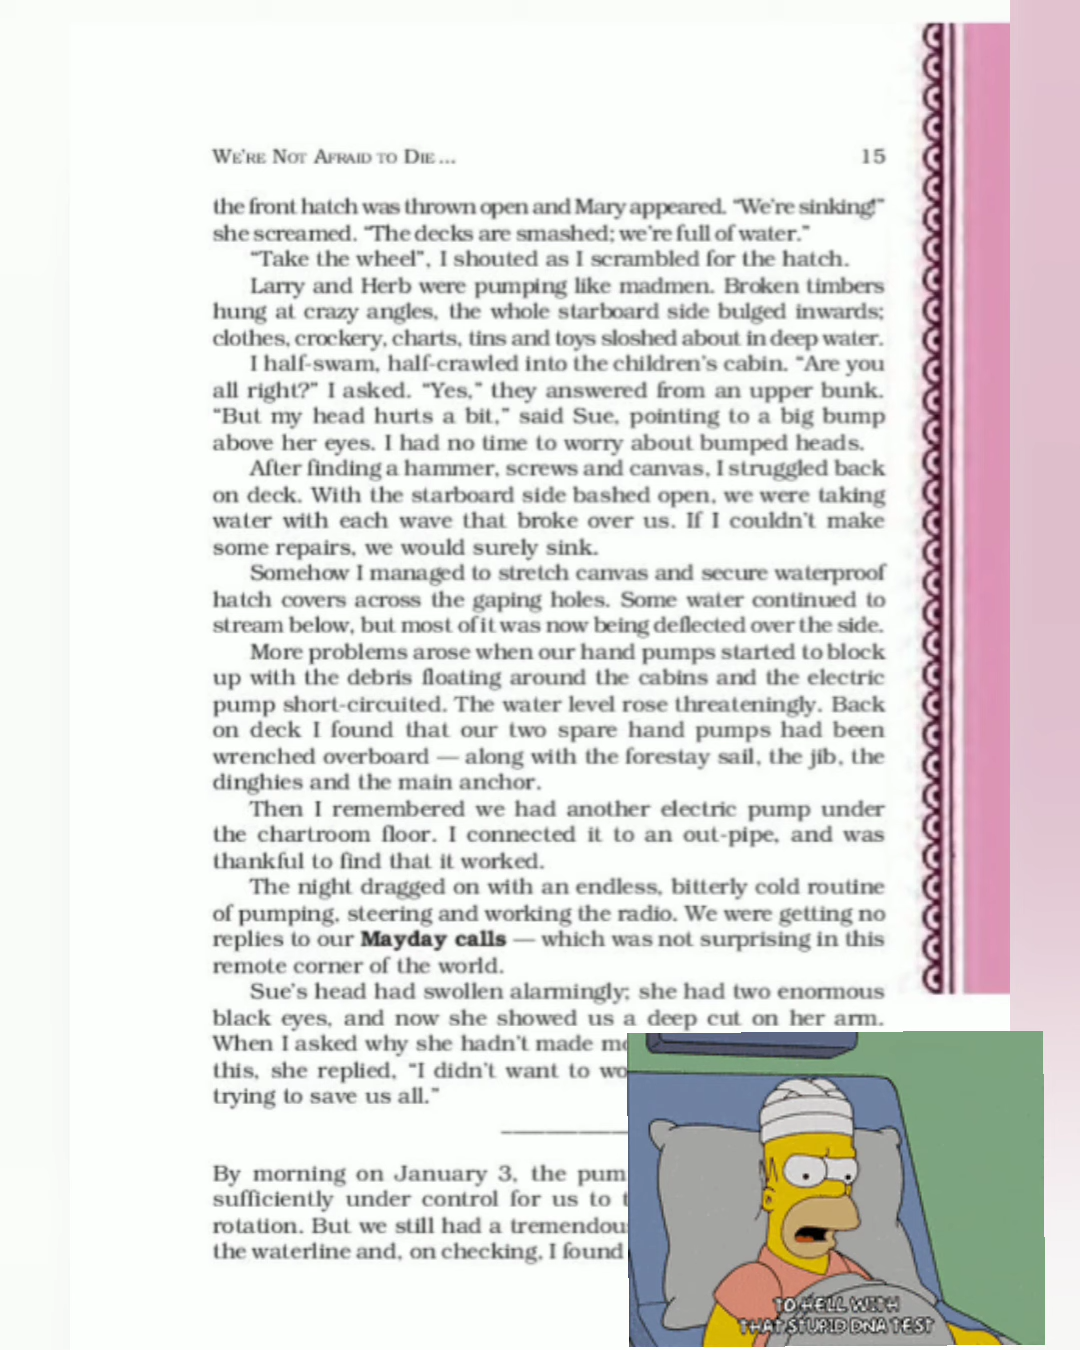 WE'RE NOT AFRAID TO DIE ... 15
the front hatch was thrown open and Mary appeared. “We're sinking!”
she screamed. “The decks are smashed; we're full of water.”
“Take the wheel”, I shouted as I scrambled for the hatch.
Larry and Herb were pumping like madmen. Broken timbers
hung at crazy angles, the whole starboard side bulged inwards;
clothes, crockery, charts, tins and toys sloshed about in deep water.
I half-swam, half-crawled into the children's cabin. “Are you
all right?” I asked. “Yes,” they answered from an upper bunk.
“But my head hurts a bit,” said Sue, pointing to a big bump
above her eyes. I had no time to worry about bumped heads.
After finding a hammer, screws and canvas, I struggled back
on deck. With the starboard side bashed open, we were taking
water with each wave that broke over us. If I couldn't make
some repairs, we would surely sink.
Somehow I managed to stretch canvas and secure waterproof
hatch covers across the gaping holes. Some water continued to
stream below, but most of it was now being deflected over the side.
More problems arose when our hand pumps started to block
up with the debris floating around the cabins and the electric
pump short-circuited. The water level rose threateningly. Back
on deck I found that our two spare hand pumps had been
wrenched overboard — along with the forestay sail, the jib, the
dinghies and the main anchor.
Then I remembered we had another electric pump under
the chartroom floor. I connected it to an out-pipe, and was
thankful to find that it worked.
The night dragged on with an endless, bitterly cold routine
of pumping, steering and working the radio. We were getting no
replies to our Mayday calls — which was not surprising in this
remote corner of the world.
Sue's head had swollen alarmingly; she had two enormous
black eyes, and now she showed us a deep cut on her arm.
When I asked why she hadn't made
this, she replied, “I didn't want to
trying to save us all.”
By morning on January 3, the
sufficiently under control for us to
rotation. But we still had a
the waterline and, on checking, I found
TO HELL WITH
THAT STUPID DNA TEST